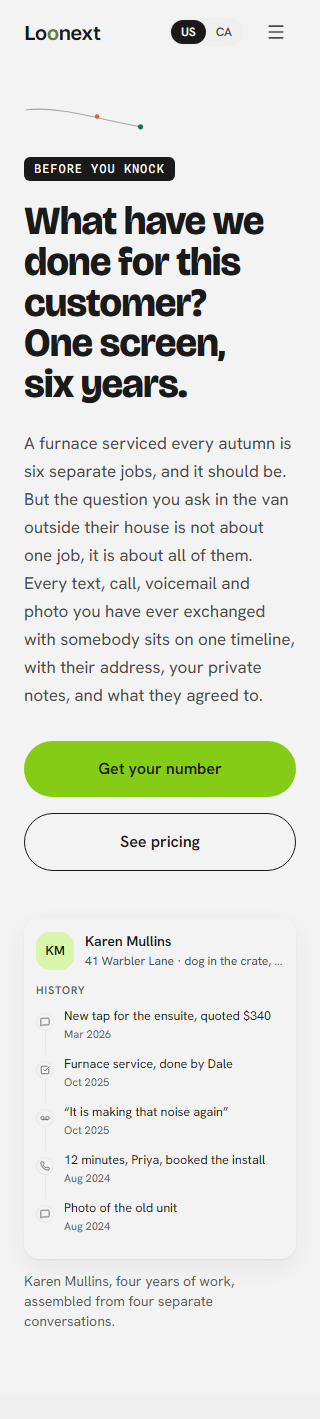 Loonext
US CA
BEFORE YOU KNOCK
What have we
done for this
customer?
One screen,
six years.
A furnace serviced every autumn is
six separate jobs, and it should be.
But the question you ask in the van
outside their house is not about
one job, it is about all of them.
Every text, call, voicemail and
photo you have ever exchanged
with somebody sits on one timeline,
with their address, your private
notes, and what they agreed to.
Get your number
See pricing
KM
Karen Mullins
41 Warbler Lane · dog in the crate, ...
HISTORY
New tap for the ensuite, quoted $340
Mar 2026
Furnace service, done by Dale
Oct 2025
“It is making that noise again”
Oct 2025
12 minutes, Priya, booked the install
Aug 2024
Photo of the old unit
Aug 2024
Karen Mullins, four years of work,
assembled from four separate
conversations.